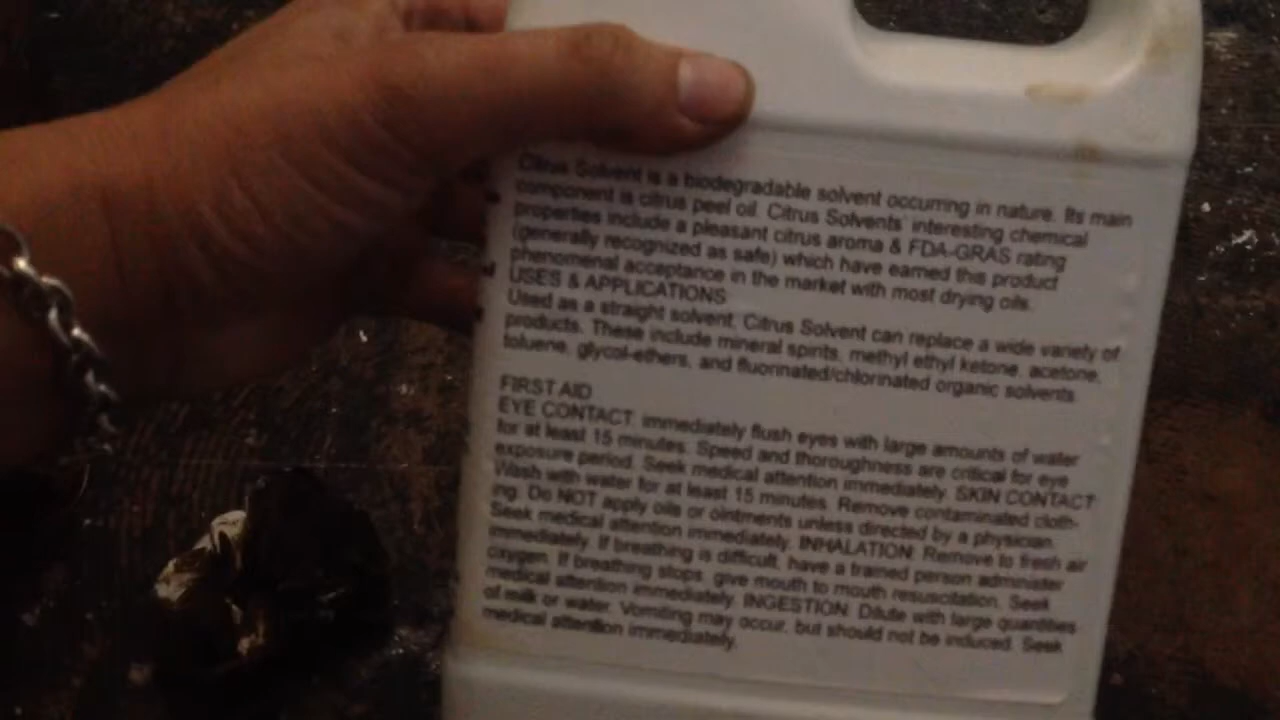 Citrus Solvent is a biodegradable solvent occurring in nature. Its main
component is citrus peel oil. Citrus Solvents' interesting chemical
properties include a pleasant citrus aroma & FDA-GRAS rating
(generally recognized as safe) which have earned this product
phenomenal acceptance in the market with most drying oils.
USES & APPLICATIONS
Used as a straight solvent, Citrus Solvent can replace a wide variety of
products. These include mineral spirits, methyl ethyl ketone, acetone,
toluene, glycol-ethers, and fluorinated/chlorinated organic solvents.
FIRST AID
EYE CONTACT: immediately flush eyes with large amounts of water
for at least 15 minutes. Speed and thoroughness are critical for eye
exposure period. Seek medical attention immediately. SKIN CONTACT
Wash with water for at least 15 minutes. Remove contaminated cloth-
ing. Do NOT apply oils or ointments unless directed by a physician.
Seek medical attention immediately. INHALATION: Remove to fresh air
immediately. If breathing is difficult, have a trained person administer
oxygen. If breathing stops, give mouth to mouth resuscitation. Seek
medical attention immediately. INGESTION: Dilute with large quantities
of milk or water. Vomiting may occur, but should not be induced. Seek
medical attention immediately.